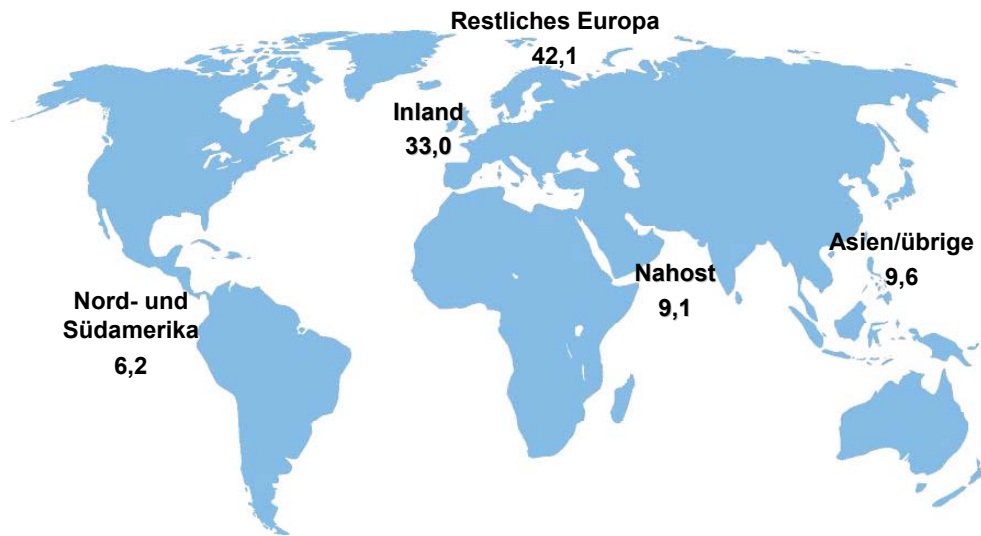 Restliches Europa
42,1
Inland
33,0
Asien/übrige
9,6
Nahost
9,1
Nord- und
Südamerika
6,2